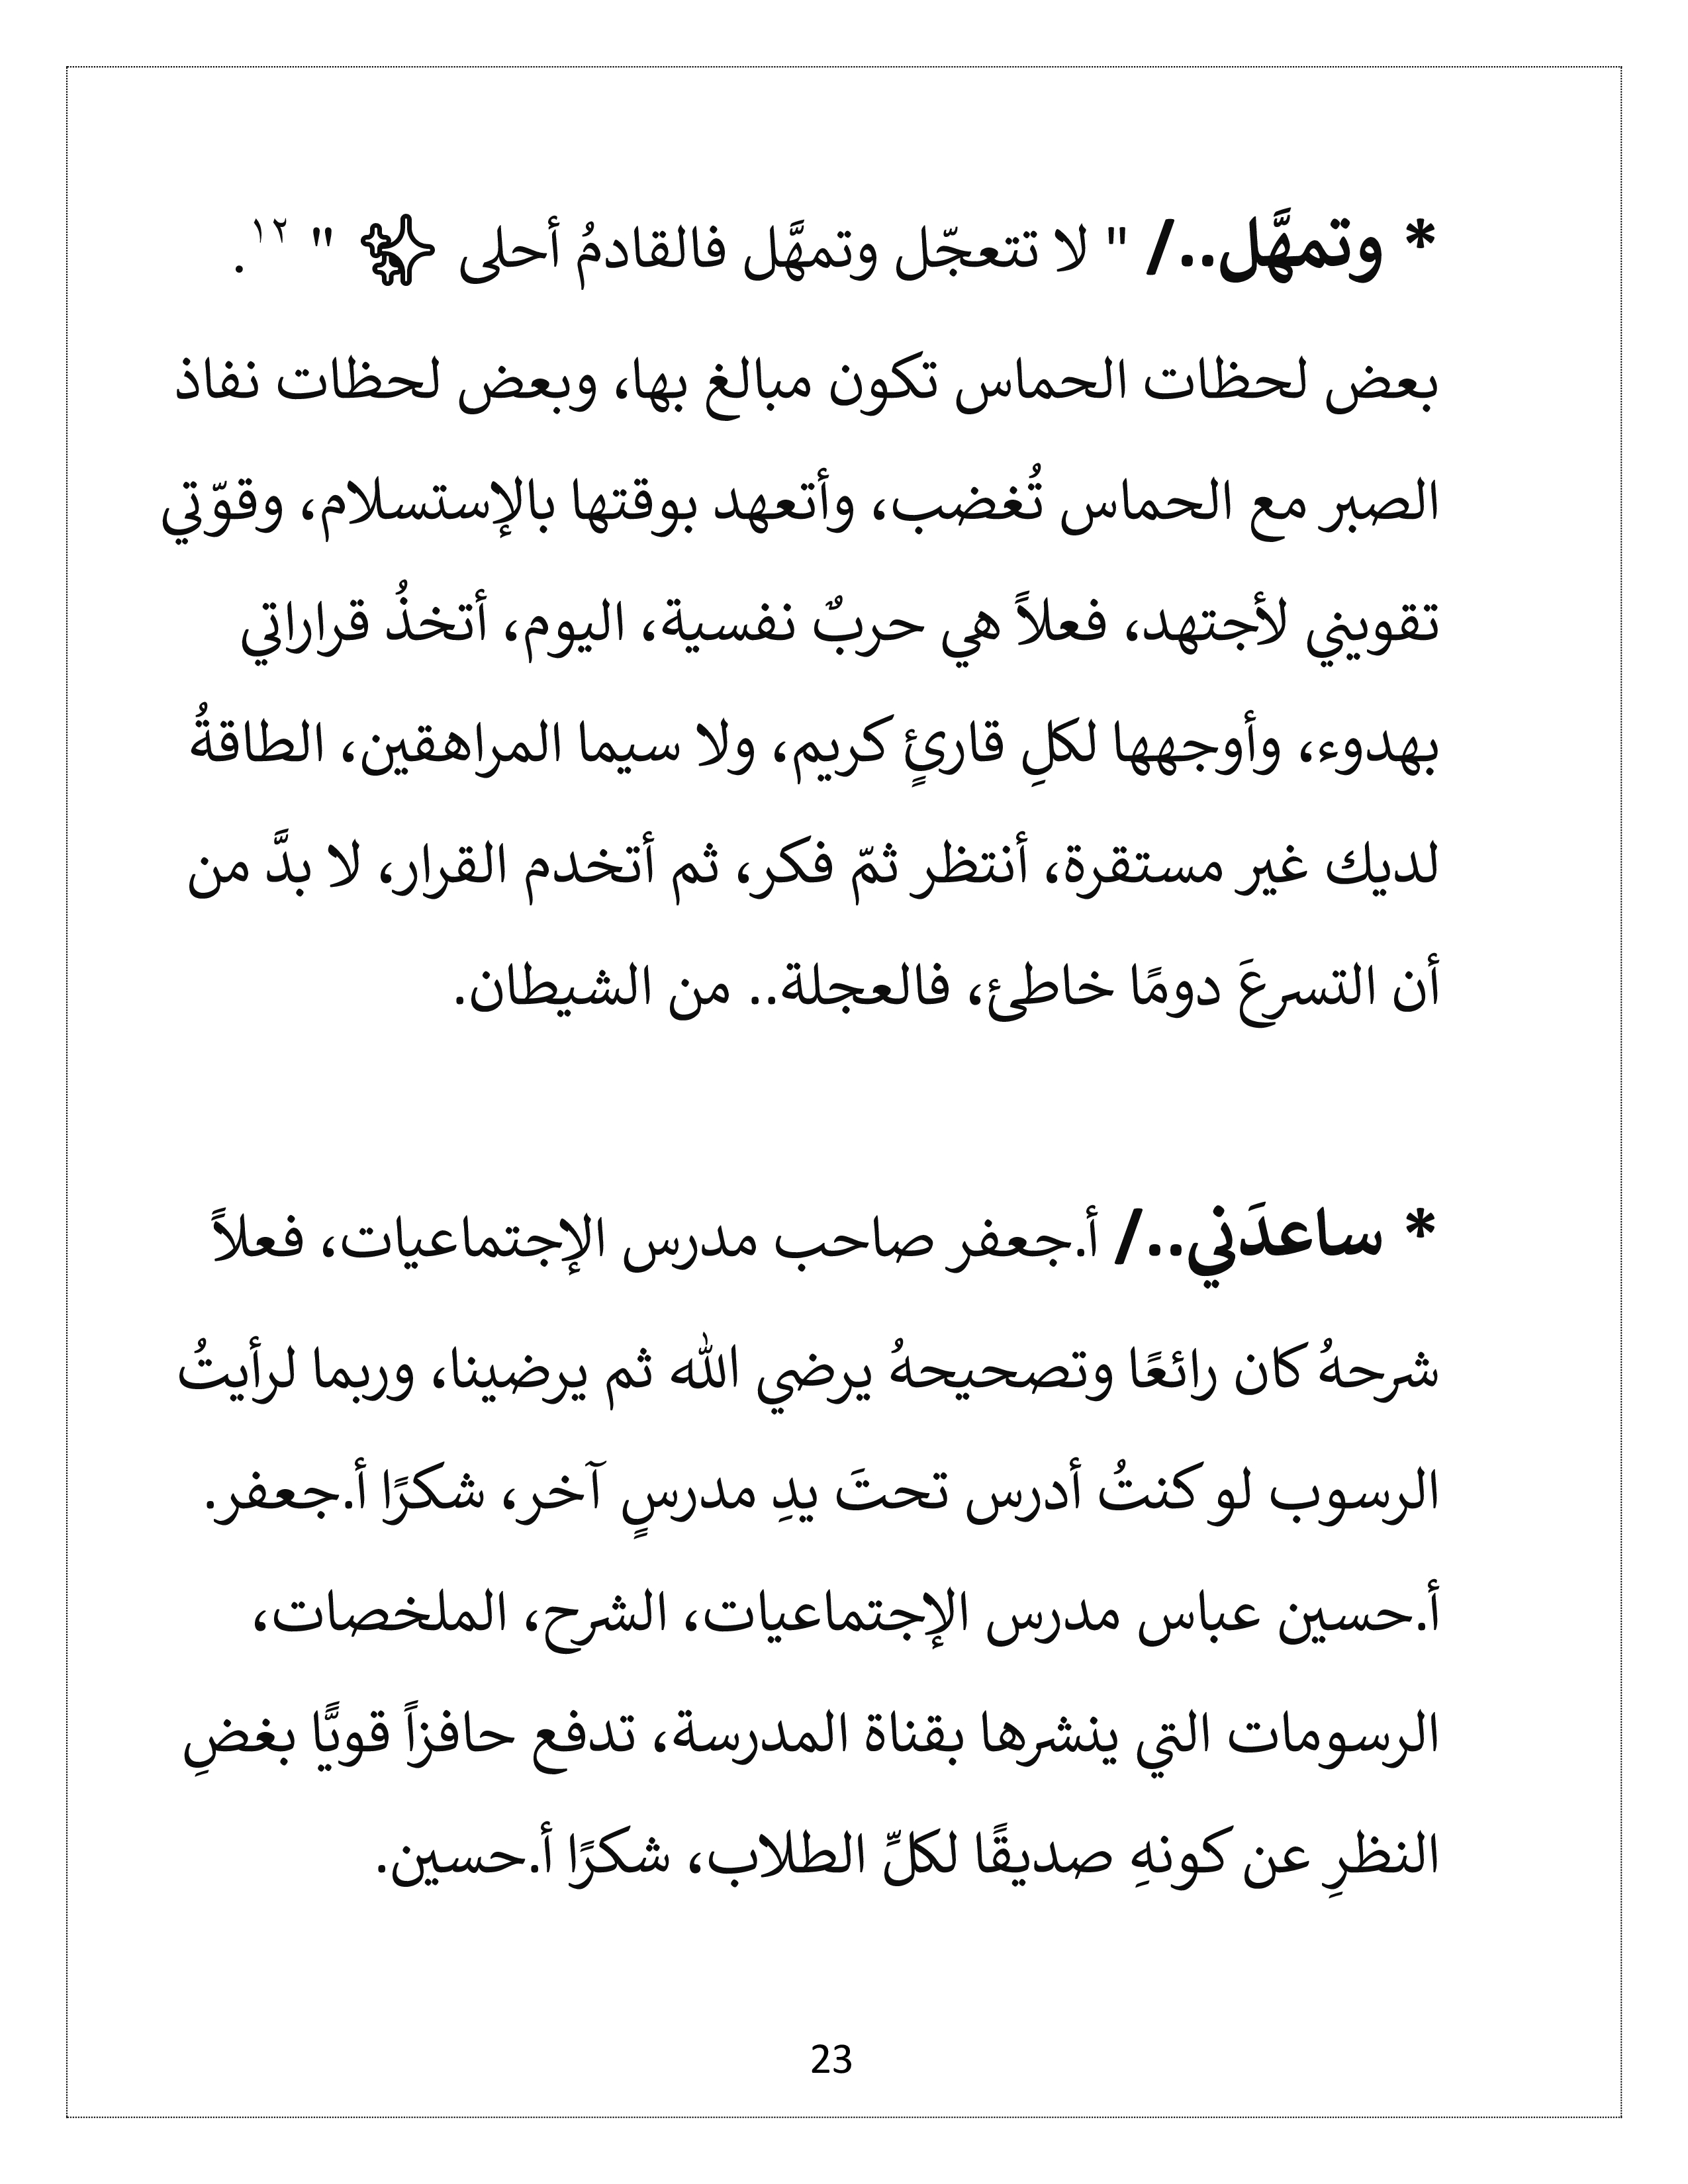 * وتمهَّل../ " لا تتعجّل وتمهَّل فالقادمُ أحلى ✨ " ١٢.
بعض لحظات الحماس تكون مبالغ بها، وبعض لحظات نفاذ
الصبر مع الحماس تُغضب، وأتعهد بوقتها بالإستسلام، وقوّتي
تقويني لأجتهد، فعلاً هي حربٌ نفسية، اليوم، أتخذُ قراراتي
بهدوء، وأوجهها لكلِ قارئٍ كريم، ولا سيما المراهقين، الطاقةُ
لديك غير مستقرة، أنتظر ثمّ فكر، ثم أتخدم القرار، لا بدَّ من
أن التسرعَ دومًا خاطئ، فالعجلة.. من الشيطان.
* ساعدَني../ أ.جعفر صاحب مدرس الإجتماعيات، فعلاً
شرحهُ كان رائعًا وتصحيحهُ يرضي الله ثم يرضينا، وربما لرأيتُ
الرسوب لو كنتُ أدرس تحتَ يدِ مدرسٍ آخر، شكرًا أ.جعفر.
أ.حسين عباس مدرس الإجتماعيات، الشرح، الملخصات،
الرسومات التي ينشرها بقناة المدرسة، تدفع حافزاً قويًّا بغضِ
النظرِ عن كونهِ صديقًا لكلِّ الطلاب، شكرًا أ.حسين.
23